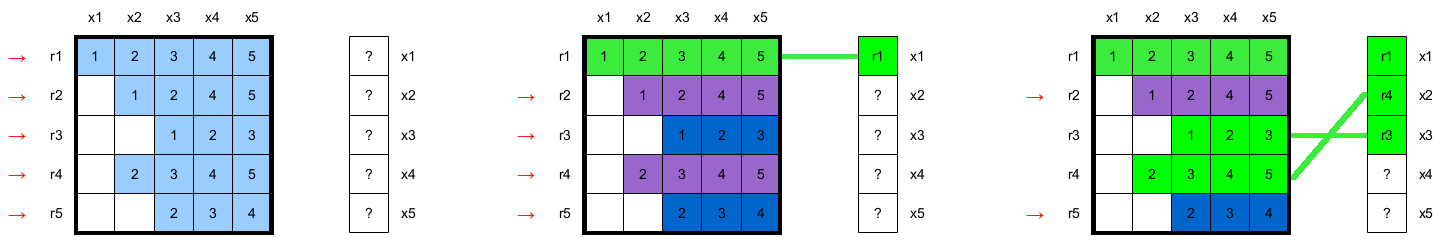 x1 x2 x3 x4 x5 x1 x2 x3 x4 x5 x1 x2 x3 x4 x5
→ r1 1 2 3 4 5 ? x1 r1 1 2 3 4 5 r1 x1 r1 1 2 3 4 5 r1 x1
→ r2 1 2 4 5 ? x2 → r2 1 2 4 5 ? x2 → r2 1 2 4 5 r4 x2
→ r3 1 2 3 ? x3 → r3 1 2 3 ? x3 r3 1 2 3 r3 x3
→ r4 2 3 4 5 ? x4 → r4 2 3 4 5 ? x4 r4 2 3 4 5 ? x4
→ r5 2 3 4 ? x5 → r5 2 3 4 ? x5 → r5 2 3 4 ? x5